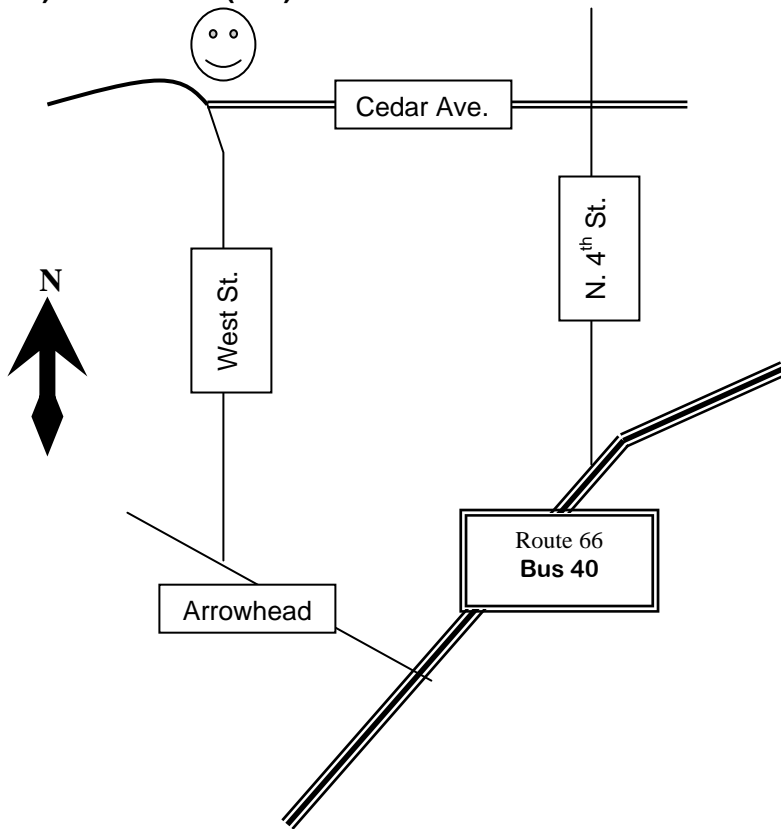 Cedar Ave.
N. 4th St.
N
West St.
Route 66
Bus 40
Arrowhead